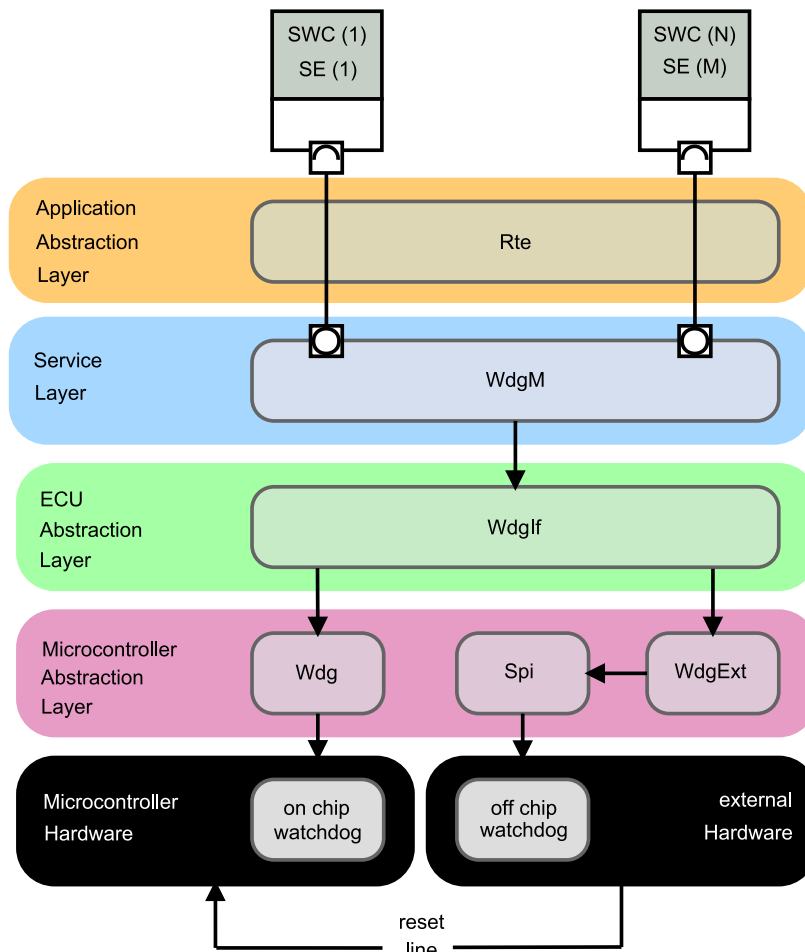 SWC (1)
SE (1)
SWC (N)
SE (M)
Application
Abstraction
Layer
Rte
Service
Layer
WdgM
ECU
Abstraction
Layer
WdgIf
Microcontroller
Abstraction
Layer
Wdg
Spi
WdgExt
Microcontroller
Hardware
on chip
watchdog
off chip
watchdog
external
Hardware
reset
line